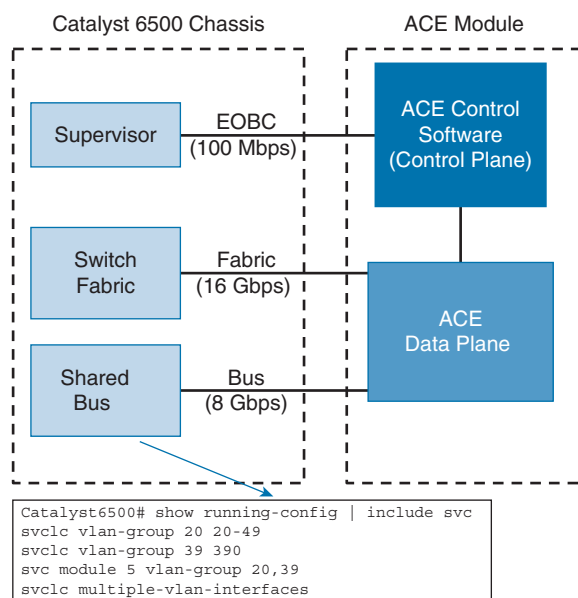 Catalyst 6500 Chassis
ACE Module
Supervisor
EOBC
(100 Mbps)
ACE Control
Software
(Control Plane)
Switch
Fabric
Fabric
(16 Gbps)
ACE
Data Plane
Shared
Bus
Bus
(8 Gbps)
Catalyst6500# show running-config | include svc
svclc vlan-group 20 20-49
svclc vlan-group 39 390
svc module 5 vlan-group 20,39
svclc multiple-vlan-interfaces